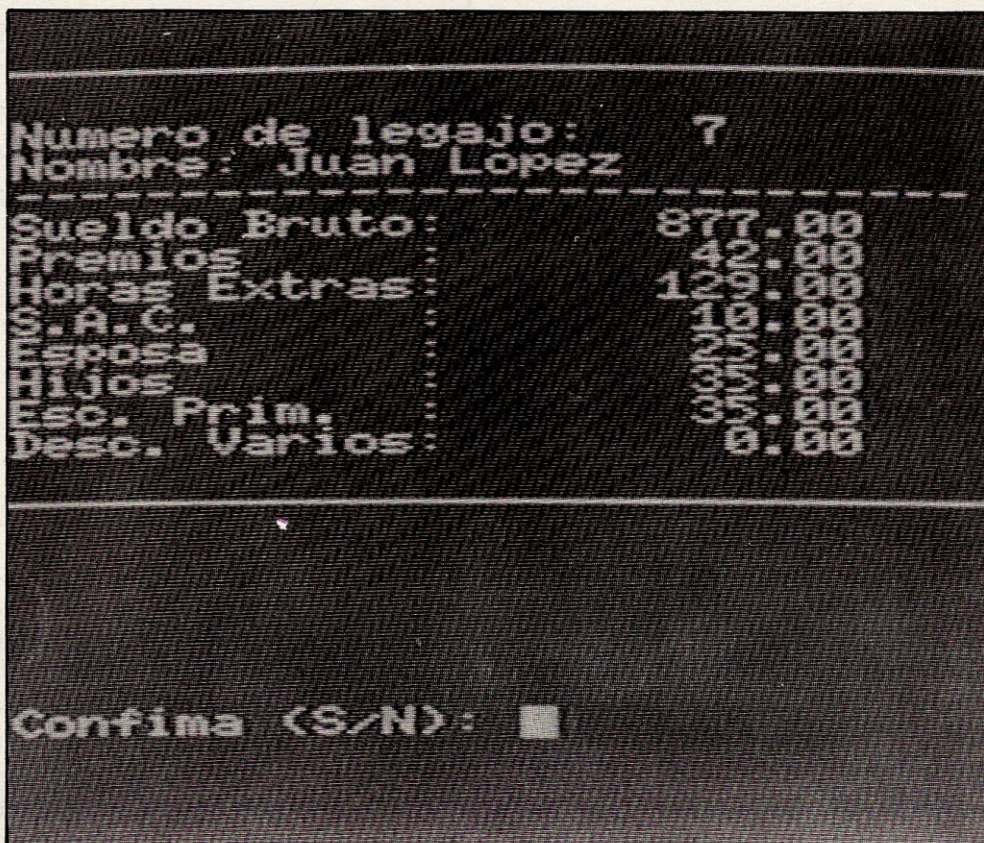 Numero de legajo: 7
Nombre: Juan Lopez
Sueldo Bruto: 877.00
Premios : 42.00
Horas Extras: 129.00
S.A.C. : 10.00
Esposa : 25.00
Hijos : 35.00
Esc. Prim. : 35.00
Desc. Varios: 0.00
Confima (S/N):